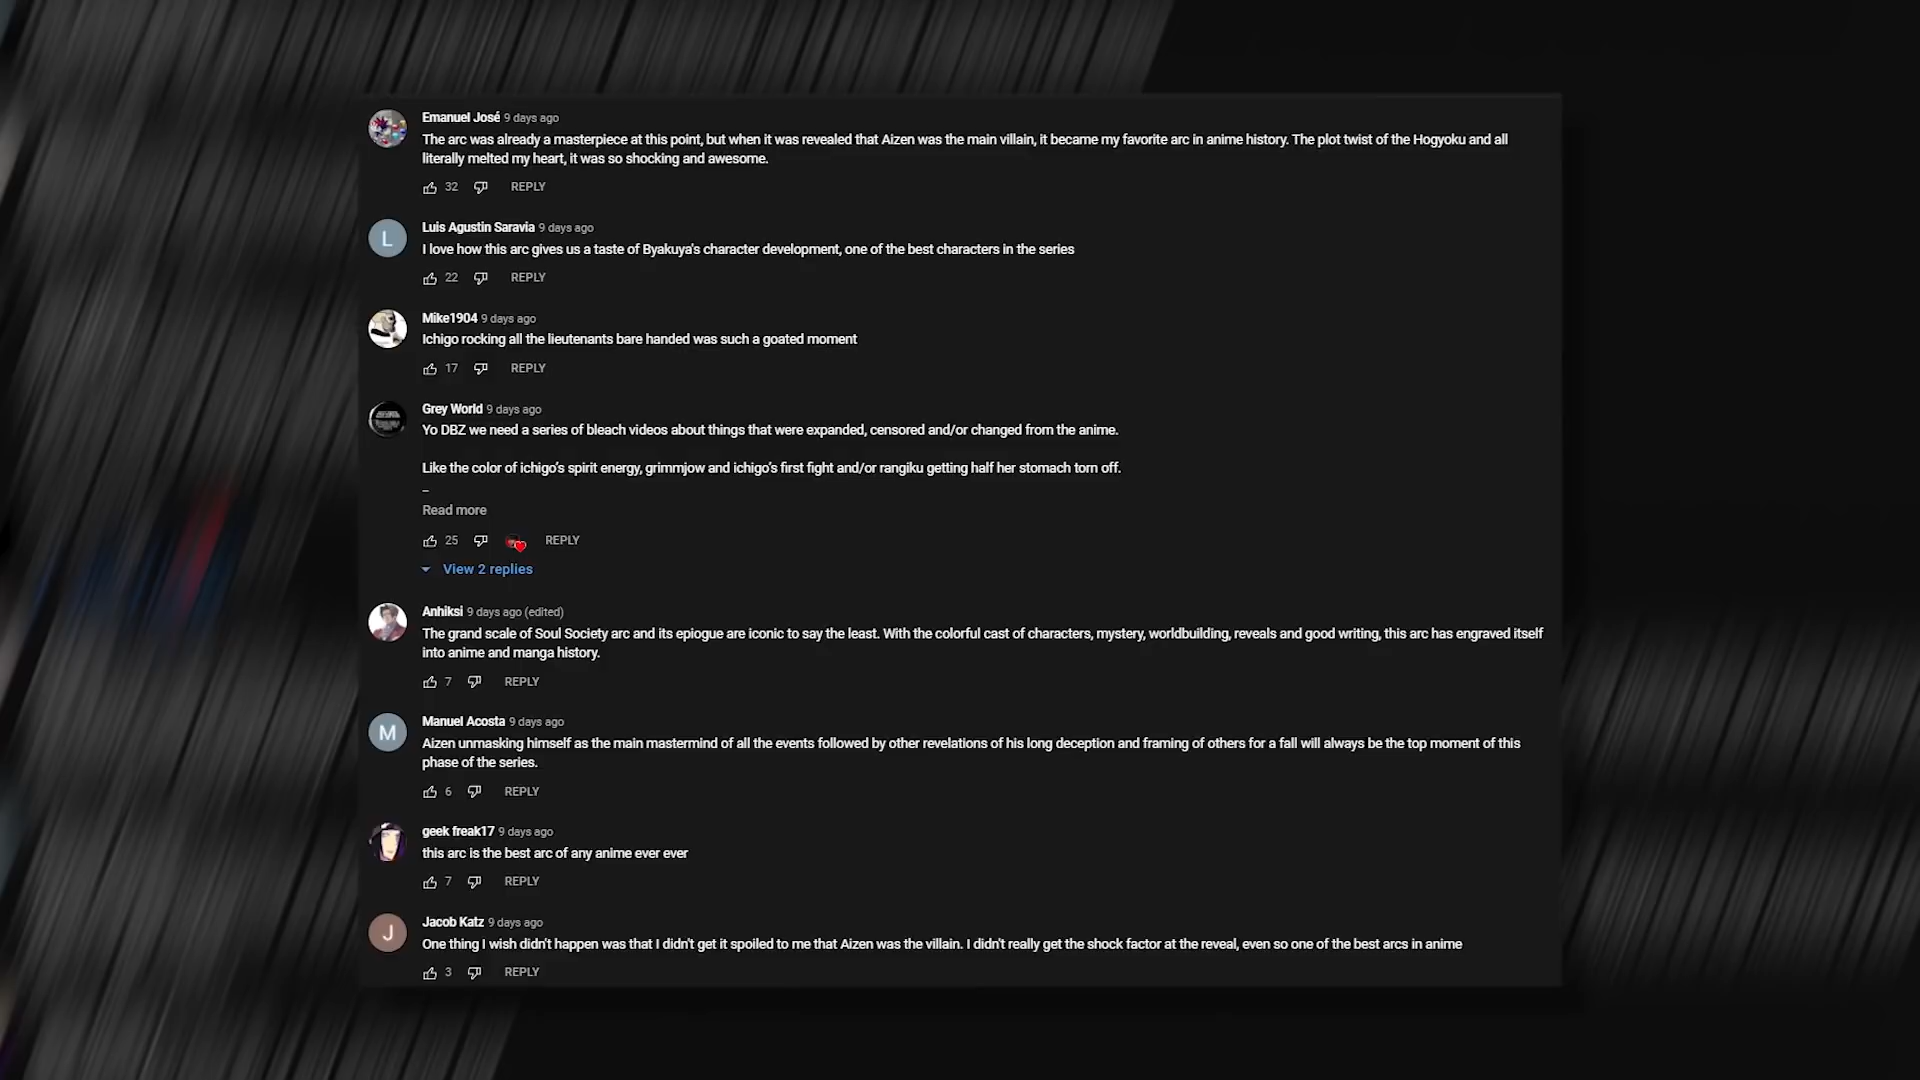 Emanuel José 9 days ago
The arc was already a masterpiece at this point, but when it was revealed that Aizen was the main villain, it became my favorite arc in anime history. The plot twist of the Hogyoku and all
literally melted my heart, it was so shocking and awesome.
32 REPLY
L
Luis Agustin Saravia 9 days ago
I love how this arc gives us a taste of Byakuya's character development, one of the best characters in the series
22 REPLY
Mike1904 9 days ago
Ichigo rocking all the lieutenants bare handed was such a goated moment
17 REPLY
Grey World 9 days ago
Yo DBZ we need a series of bleach videos about things that were expanded, censored and/or changed from the anime.
Like the color of ichigo's spirit energy, grimmjow and ichigo's first fight and/or rangiku getting half her stomach torn off.
_
Read more
25 REPLY
View 2 replies
Anhiksi 9 days ago (edited)
The grand scale of Soul Society arc and its epiogue are iconic to say the least. With the colorful cast of characters, mystery, worldbuilding, reveals and good writing, this arc has engraved itself
into anime and manga history.
7 REPLY
M
Manuel Acosta 9 days ago
Aizen unmasking himself as the main mastermind of all the events followed by other revelations of his long deception and framing of others for a fall will always be the top moment of this
phase of the series.
6 REPLY
geek freak17 9 days ago
this arc is the best arc of any anime ever ever
7 REPLY
J
Jacob Katz 9 days ago
One thing I wish didn't happen was that I didn't get it spoiled to me that Aizen was the villain. I didn't really get the shock factor at the reveal, even so one of the best arcs in anime
3 REPLY